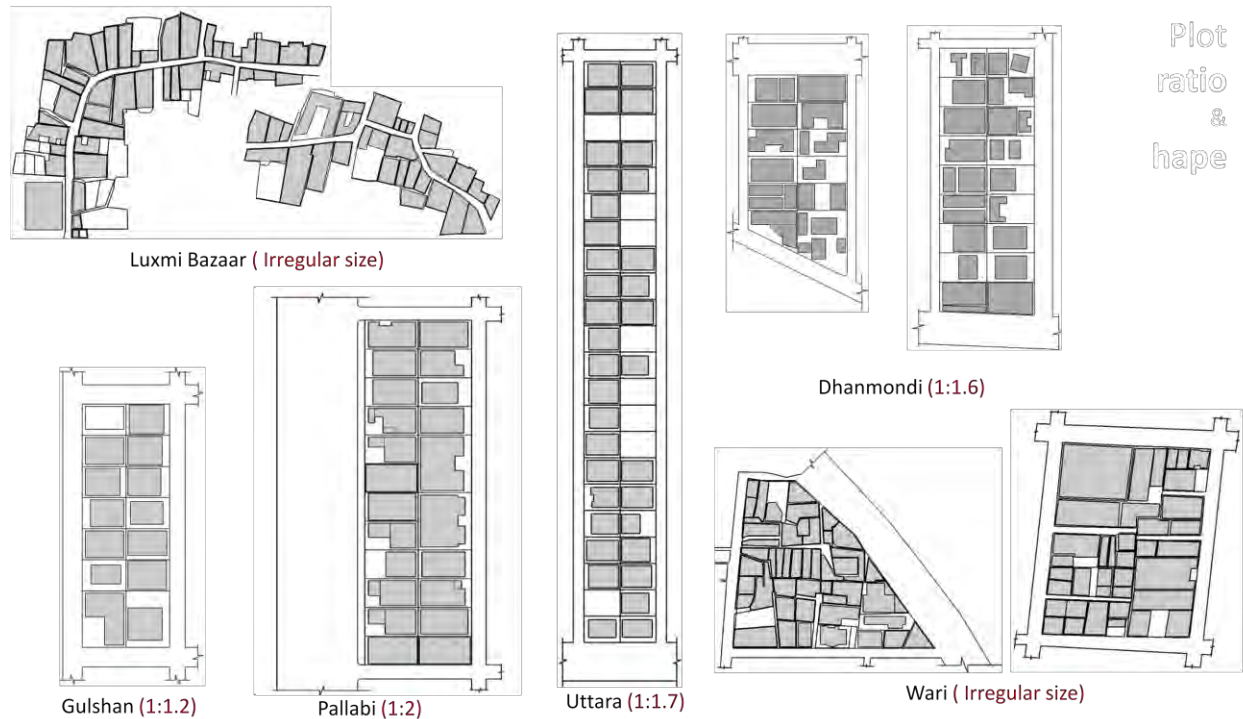 Plot
ratio
&
hape
Luxmi Bazaar ( Irregular size)
Dhanmondi (1:1.6)
Gulshan (1:1.2)
Pallabi (1:2)
Uttara (1:1.7)
Wari ( Irregular size)